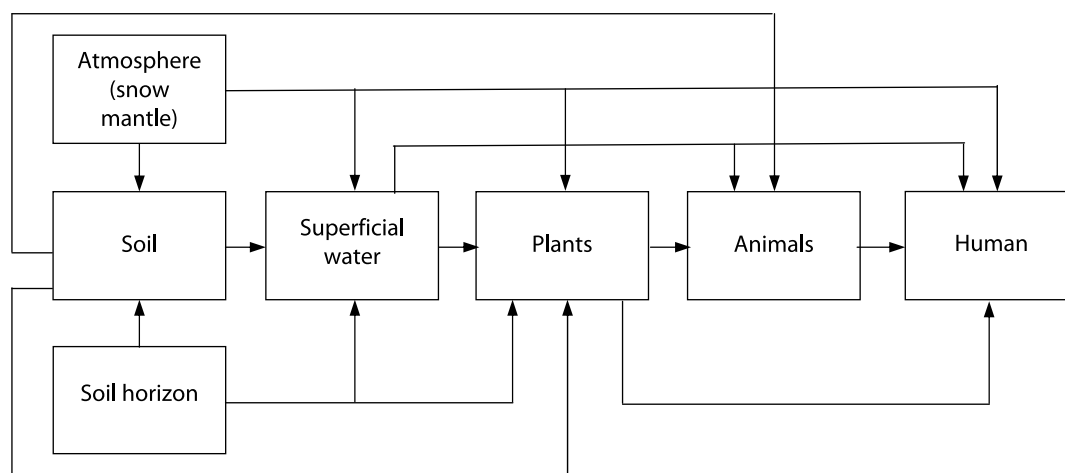 Atmosphere
(snow
mantle)
Soil
Superficial
water
Plants
Animals
Human
Soil horizon